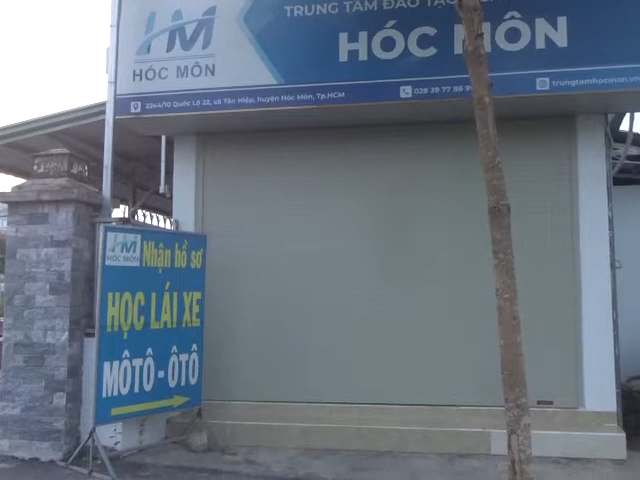 HM
HÓC MÔN
TRUNG TÂM ĐÀO TẠO
HÓC MÔN
2244/10 Quốc Lộ 22, xã Tân Hiệp, huyện Hóc Môn, Tp.HCM
028 39 77 88
trungtamhocmon.vn
HM
HÓC MÔN
Nhận hồ sơ
HỌC LÁI XE
MÔTÔ - ÔTÔ